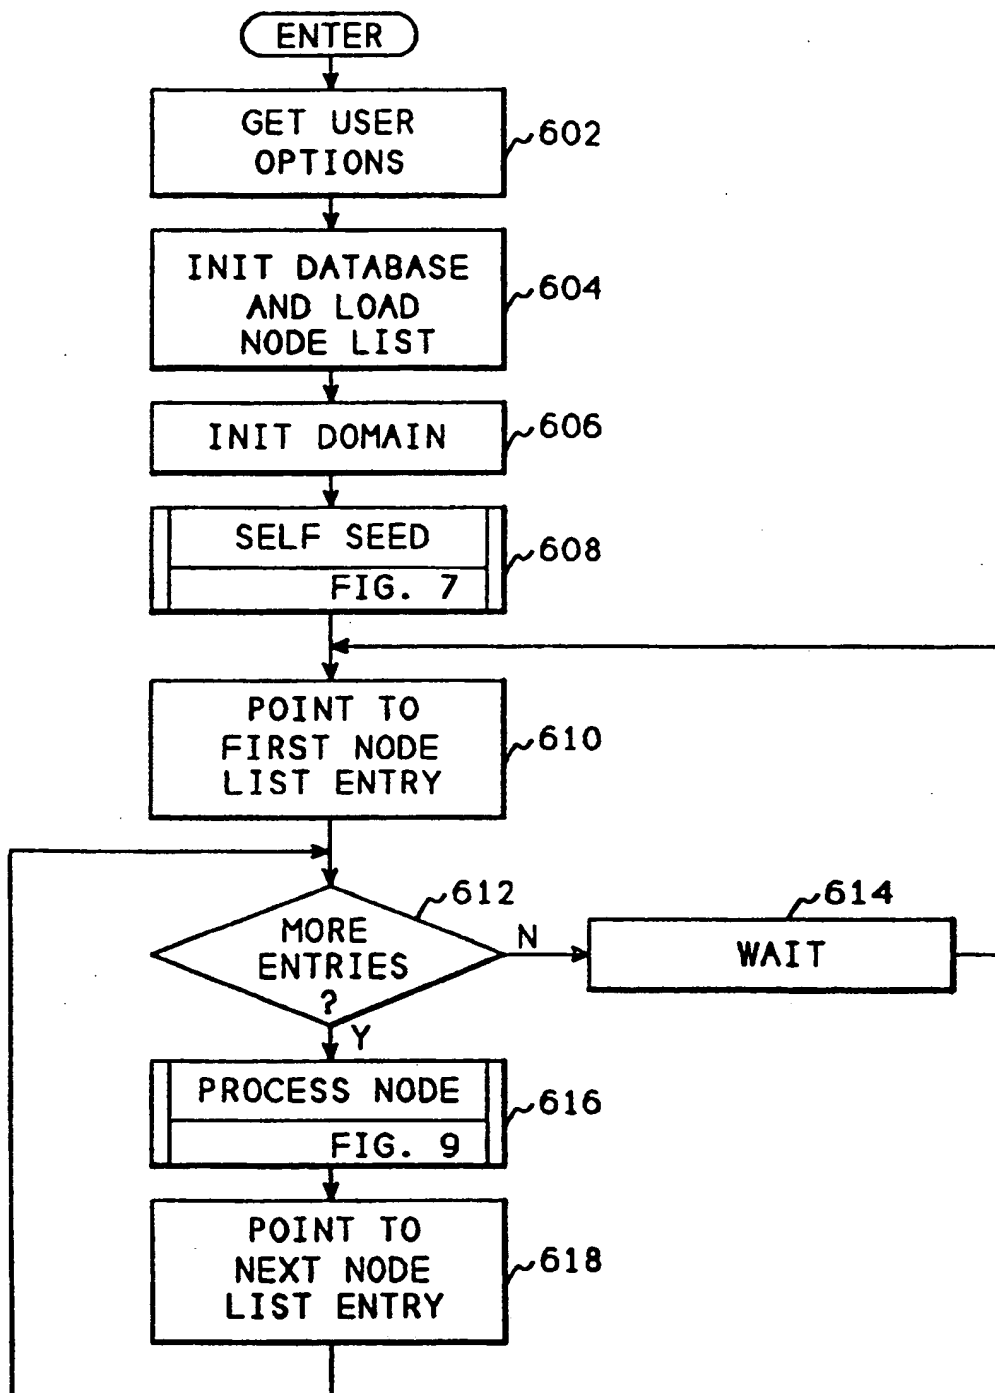 ENTER
GET USER
OPTIONS
602
INIT DATABASE
AND LOAD
NODE LIST
604
INIT DOMAIN
606
SELF SEED
FIG. 7
608
POINT TO
FIRST NODE
LIST ENTRY
610
MORE
ENTRIES
?
612
N
WAIT
614
Y
PROCESS NODE
FIG. 9
616
POINT TO
NEXT NODE
LIST ENTRY
618